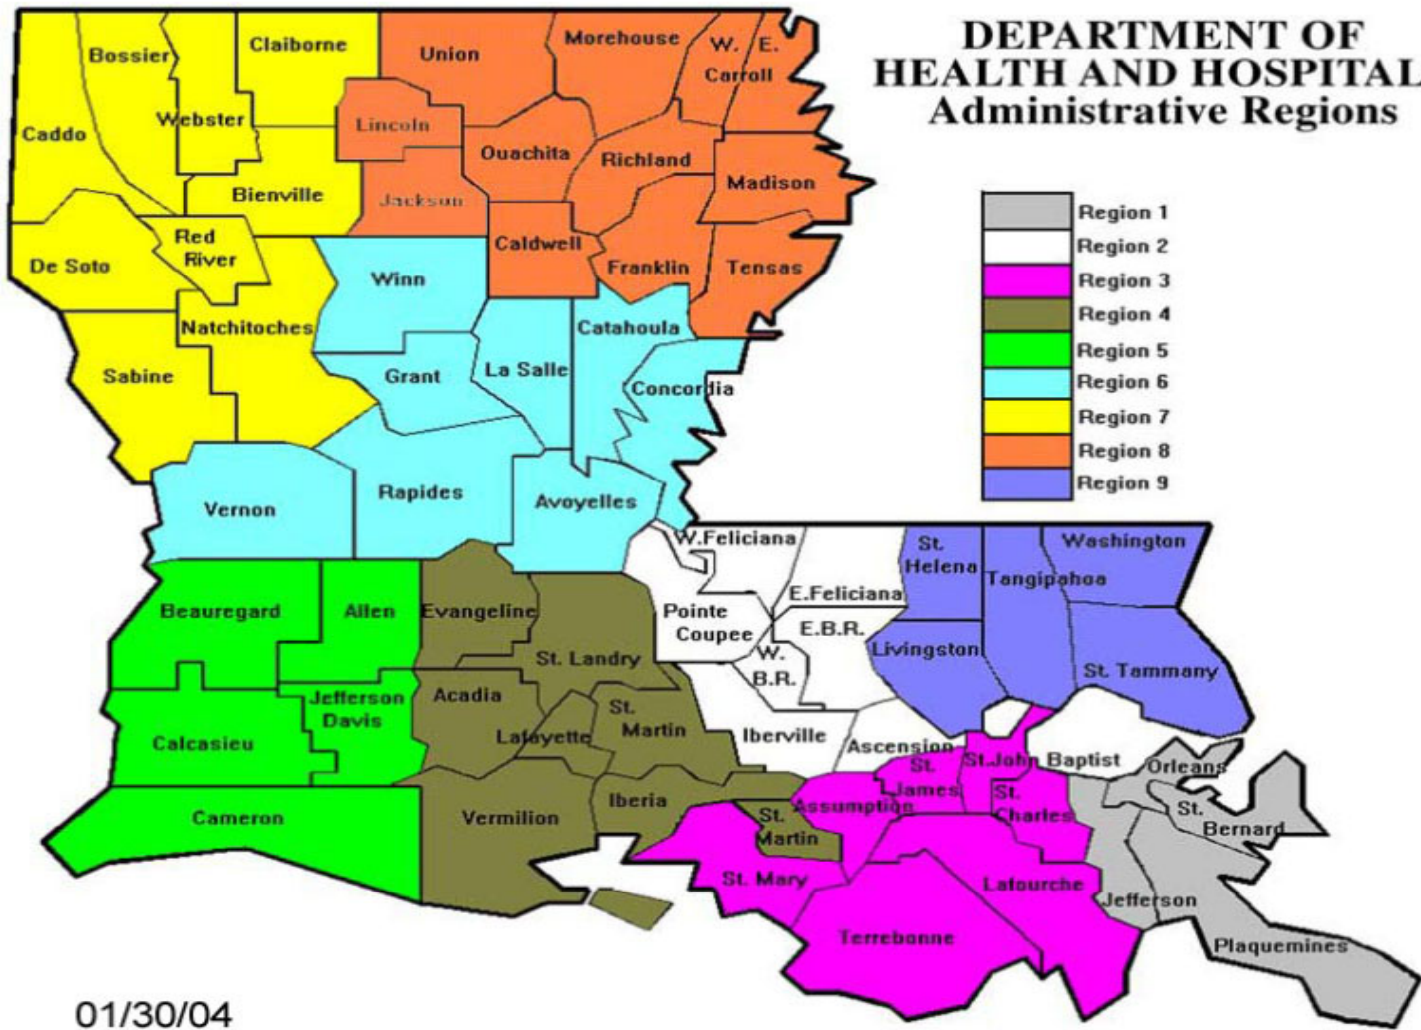 DEPARTMENT OF
HEALTH AND HOSPITAL
Administrative Regions
Region 1
Region 2
Region 3
Region 4
Region 5
Region 6
Region 7
Region 8
Region 9
Caddo
Bossier
Webster
Claiborne
Union
Morehouse
W.
Carroll
E.
Lincoln
Ouachita
Richland
Madison
Bienville
Jackson
Red
River
De Soto
Caldwell
Franklin
Tensas
Winn
Natchitoches
Sabine
Grant
La Salle
Catahoula
Concordia
Vernon
Rapides
Avoyelles
W.Feliciana
E.Feliciana
St.
Helena
Tangipahoa
Washington
Beauregard
Allen
Evangeline
Pointe
Coupee
E.B.R.
W.
B.R.
Livingston
St. Tammany
St. Landry
Jefferson
Davis
Acadia
Lafayette
St.
Martin
Iberville
Ascension
Calcasieu
St.John Baptist
St.
James
St.
Charles
Orleans
St.
Bernard
Cameron
Vermilion
Iberia
Assumption
St.
Martin
St. Mary
Lafourche
Jefferson
Terrebonne
Plaquemines
01/30/04